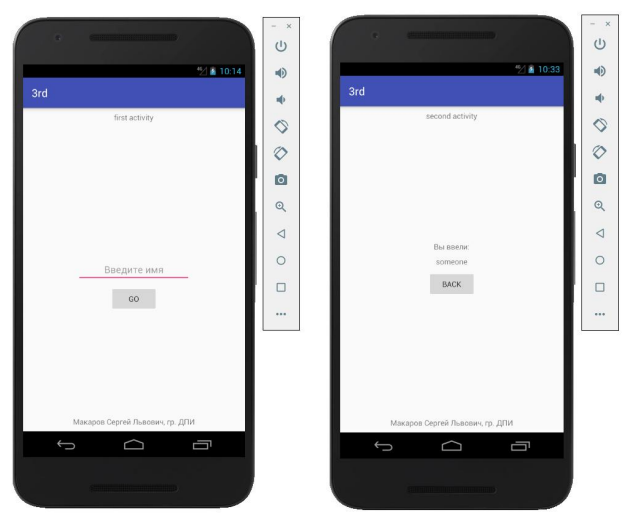 10:14
3rd
first activity
Введите имя
GO
Макаров Сергей Львович, гр. ДПИ
10:33
3rd
second activity
Вы ввели:
someone
BACK
Макаров Сергей Львович, гр. ДПИ